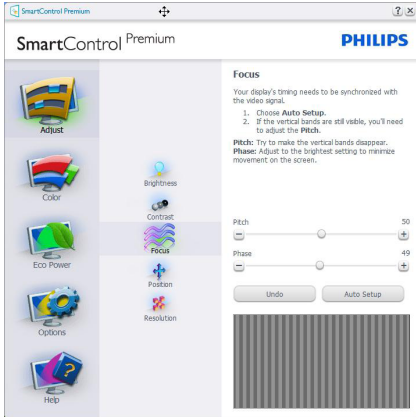 SmartControl Premium
SmartControl Premium
PHILIPS
Adjust
Color
Eco Power
Options
Help
Brightness
Contrast
Focus
Position
Resolution
Focus
Your display's timing needs to be synchronized with
the video signal.
1. Choose Auto Setup.
2. If the vertical bands are still visible, you'll need
to adjust the Pitch.
Pitch: Try to make the vertical bands disappear.
Phase: Adjust to the brightest setting to minimize
movement on the screen.
Pitch 50
Phase 49
Undo Auto Setup